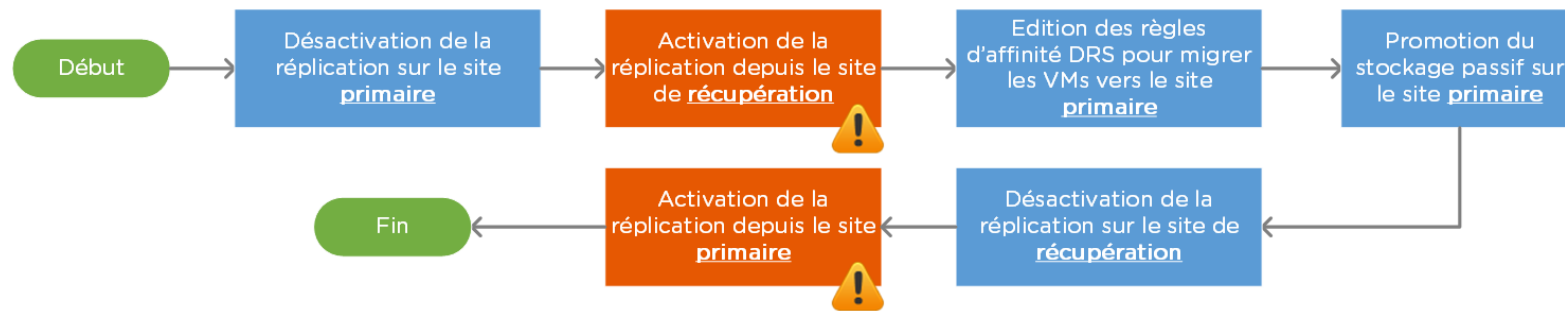 Début
Désactivation de la
réplication sur le site
primaire
Activation de la
réplication depuis le site
de récupération
Edition des règles
d'affinité DRS pour migrer
les VMs vers le site
primaire
Promotion du
stockage passif sur
le site primaire
Désactivation de la
réplication sur le site de
récupération
Activation de la
réplication depuis le site
primaire
Fin